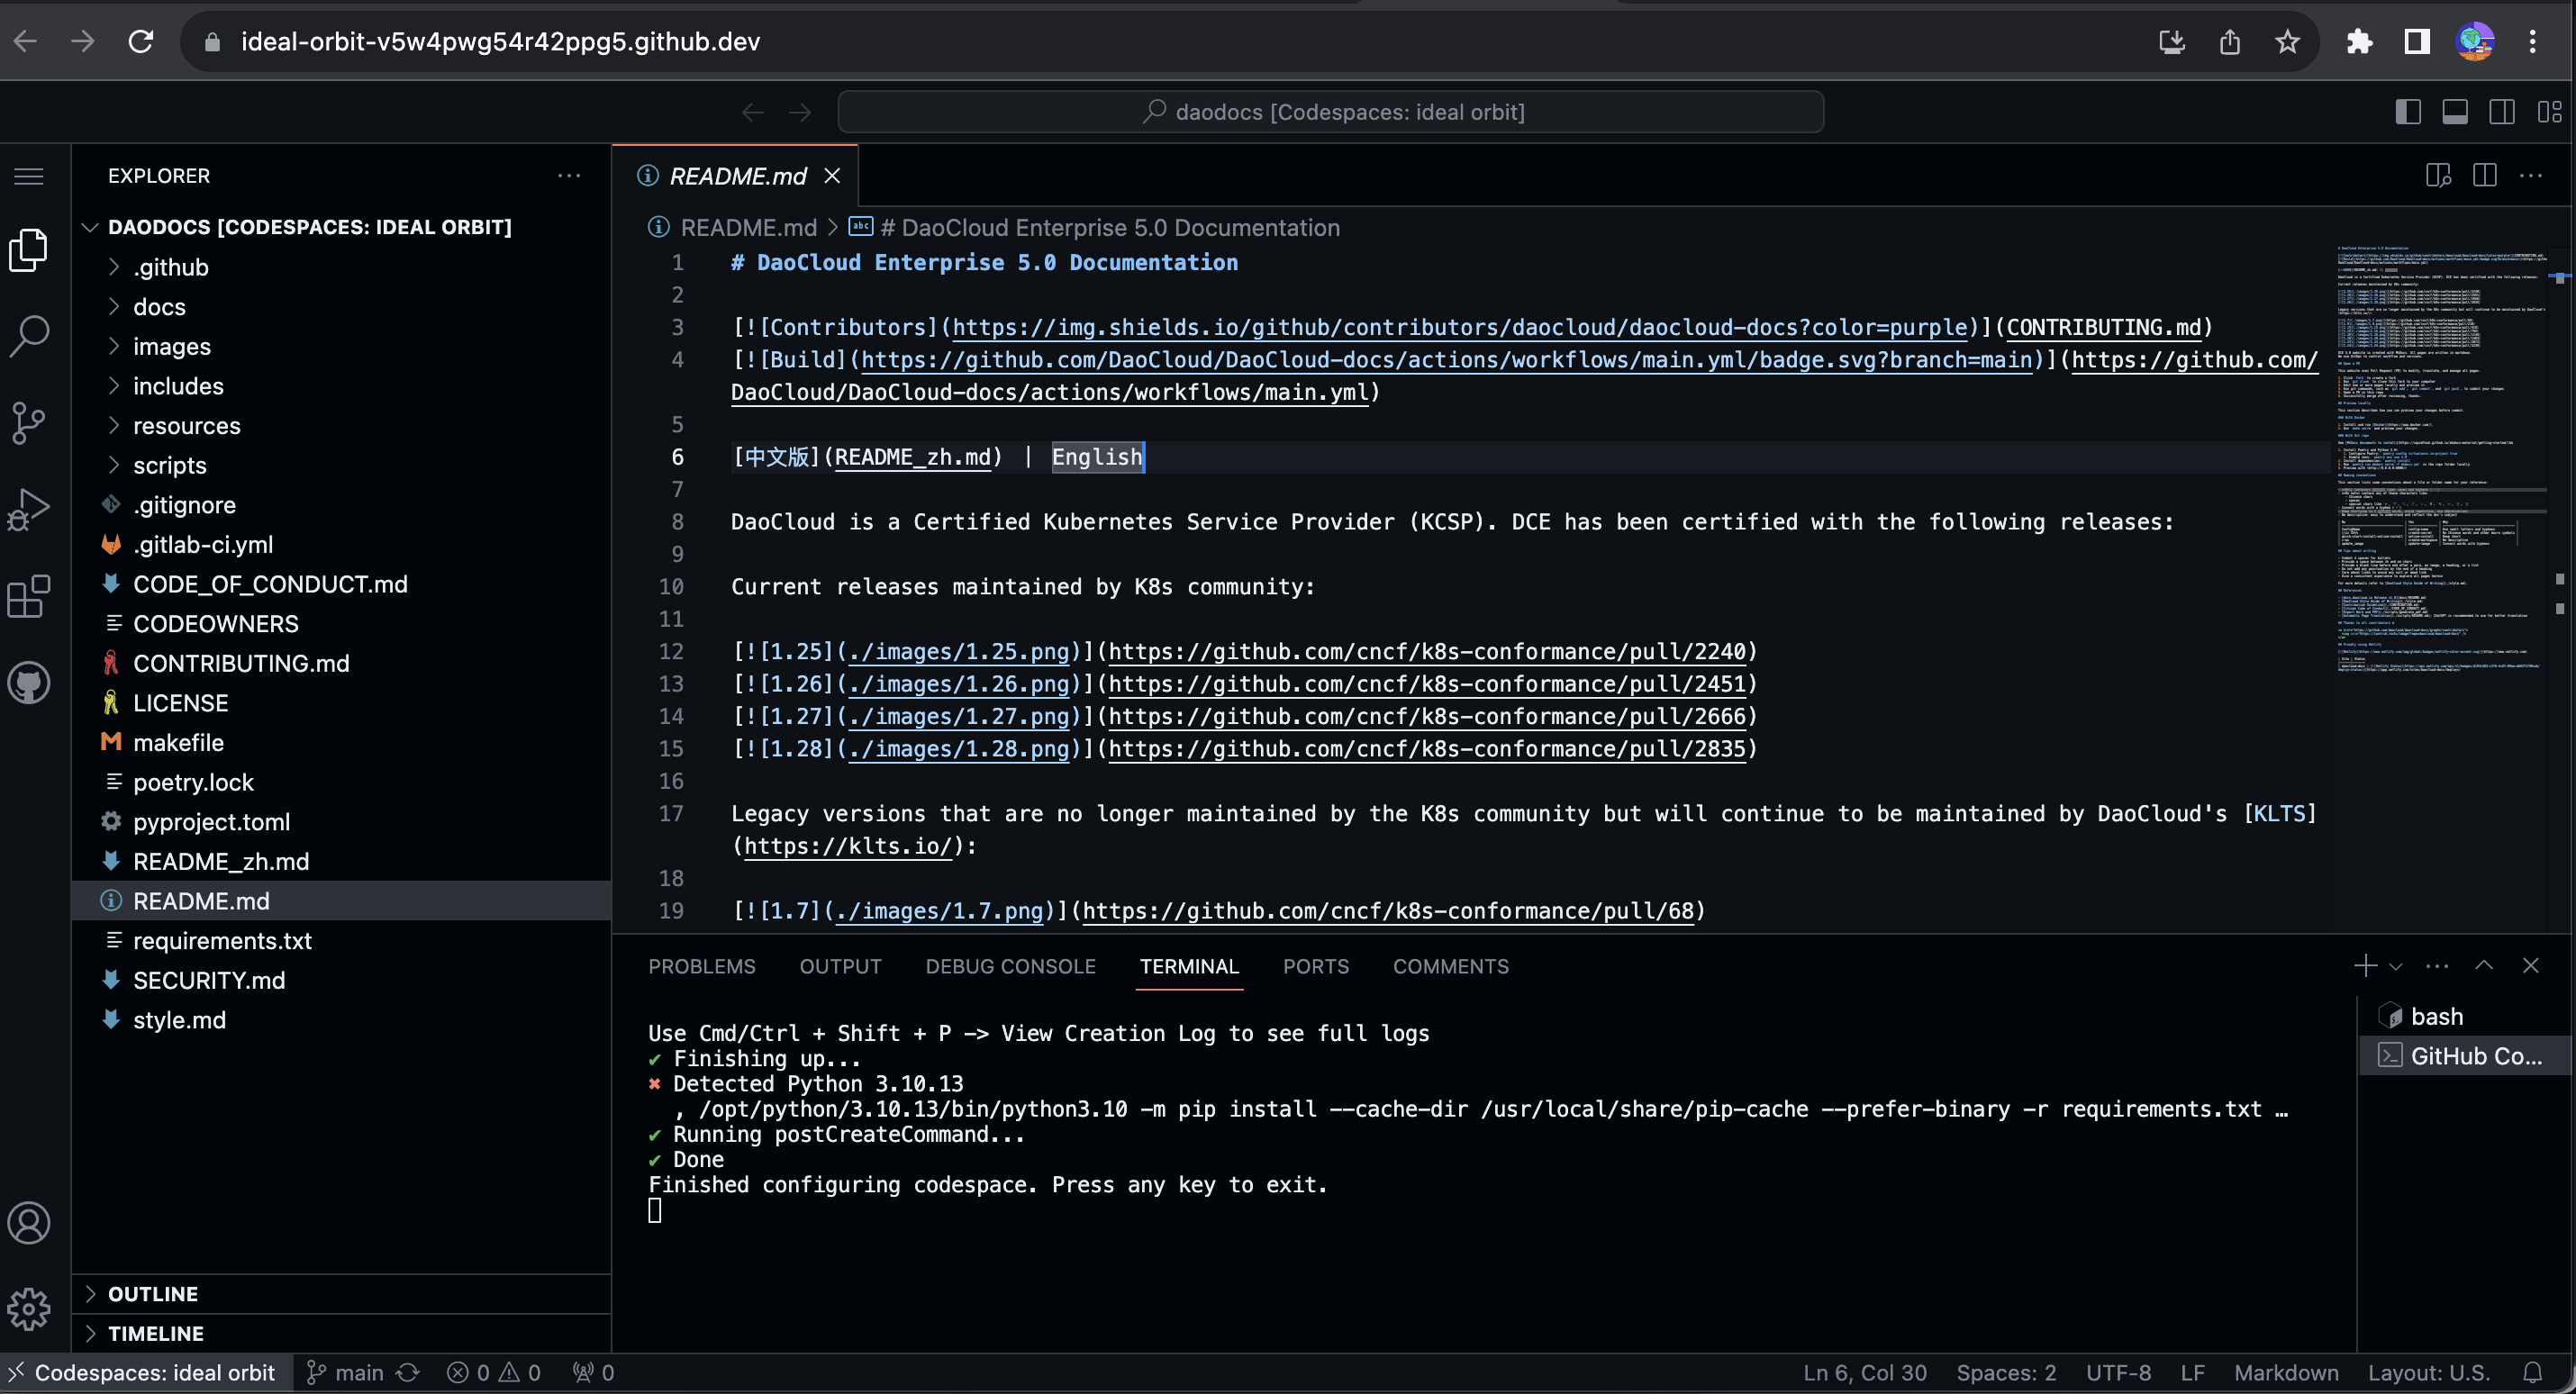 ideal-orbit-v5w4pwg54r42ppg5.github.dev
daodocs [Codespaces: ideal orbit]
EXPLORER
DAODOCS [CODESPACES: IDEAL ORBIT]
.github
docs
images
includes
resources
scripts
.gitignore
.gitlab-ci.yml
CODE_OF_CONDUCT.md
CODEOWNERS
CONTRIBUTING.md
LICENSE
makefile
poetry.lock
pyproject.toml
README_zh.md
README.md
requirements.txt
SECURITY.md
style.md
OUTLINE
TIMELINE
README.md
README.md > # DaoCloud Enterprise 5.0 Documentation
1 # DaoCloud Enterprise 5.0 Documentation
2
3 [![Contributors](https://img.shields.io/github/contributors/daocloud/daocloud-docs?color=purple)](CONTRIBUTING.md)
4 [![Build](https://github.com/DaoCloud/DaoCloud-docs/actions/workflows/main.yml/badge.svg?branch=main)](https://github.com/
DaoCloud/DaoCloud-docs/actions/workflows/main.yml)
5
6 [中文版](README_zh.md) | English
7
8 DaoCloud is a Certified Kubernetes Service Provider (KCSP). DCE has been certified with the following releases:
9
10 Current releases maintained by K8s community:
11
12 [![1.25](./images/1.25.png)](https://github.com/cncf/k8s-conformance/pull/2240)
13 [![1.26](./images/1.26.png)](https://github.com/cncf/k8s-conformance/pull/2451)
14 [![1.27](./images/1.27.png)](https://github.com/cncf/k8s-conformance/pull/2666)
15 [![1.28](./images/1.28.png)](https://github.com/cncf/k8s-conformance/pull/2835)
16
17 Legacy versions that are no longer maintained by the K8s community but will continue to be maintained by DaoCloud's [KLTS]
(https://klts.io/):
18
19 [![1.7](./images/1.7.png)](https://github.com/cncf/k8s-conformance/pull/68)
PROBLEMS OUTPUT DEBUG CONSOLE TERMINAL PORTS COMMENTS
Use Cmd/Ctrl + Shift + P -> View Creation Log to see full logs
✔ Finishing up...
✖ Detected Python 3.10.13
, /opt/python/3.10.13/bin/python3.10 -m pip install --cache-dir /usr/local/share/pip-cache --prefer-binary -r requirements.txt …
✔ Running postCreateCommand...
✔ Done
Finished configuring codespace. Press any key to exit.
bash
GitHub Co...
Codespaces: ideal orbit main 0 0 0 Ln 6, Col 30 Spaces: 2 UTF-8 LF Markdown Layout: U.S.